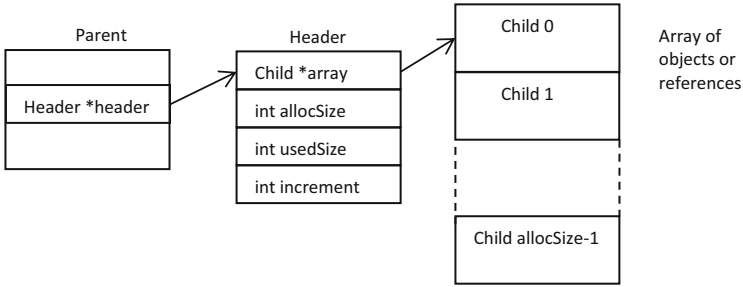 Parent
Header *header
Header
Child *array
int allocSize
int usedSize
int increment
Child 0
Child 1
Child allocSize-1
Array of
objects or
references